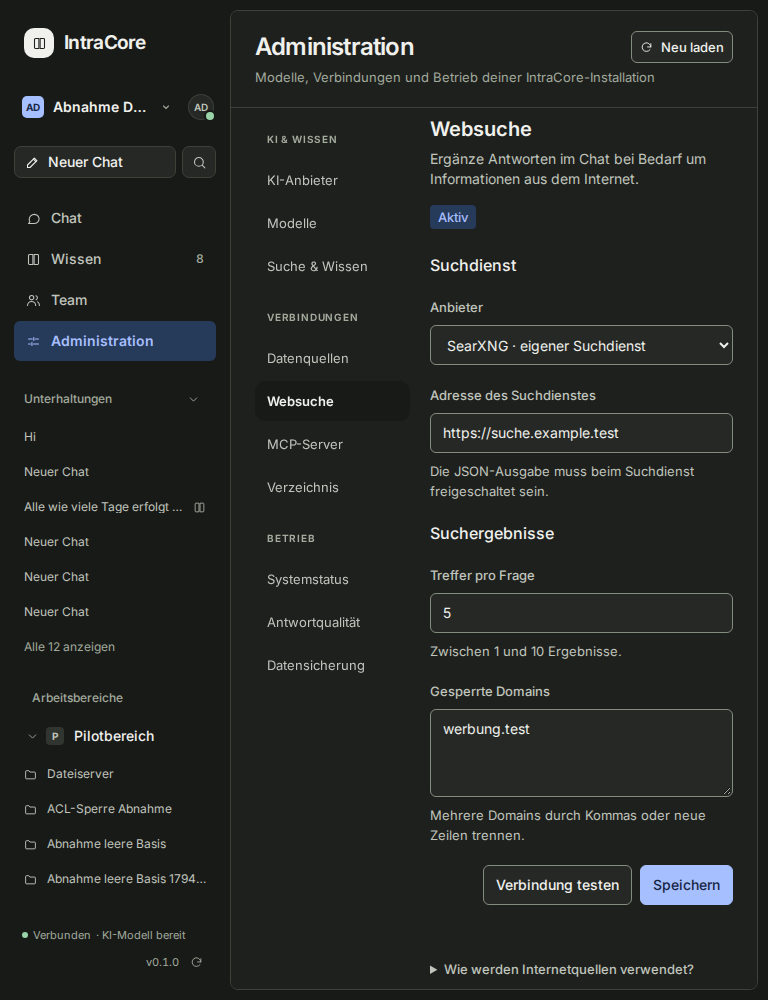 IntraCore
AD
Abnahme D...
AD
Neuer Chat
Chat
Wissen 8
Team
Administration
Unterhaltungen
Hi
Neuer Chat
Alle wie viele Tage erfolgt ...
Neuer Chat
Neuer Chat
Neuer Chat
Alle 12 anzeigen
Arbeitsbereiche
P Pilotbereich
Dateiserver
ACL-Sperre Abnahme
Abnahme leere Basis
Abnahme leere Basis 1794...
Verbunden · KI-Modell bereit
v0.1.0
Administration
Neu laden
Modelle, Verbindungen und Betrieb deiner IntraCore-Installation
KI & WISSEN
KI-Anbieter
Modelle
Suche & Wissen
VERBINDUNGEN
Datenquellen
Websuche
MCP-Server
Verzeichnis
BETRIEB
Systemstatus
Antwortqualität
Datensicherung
Websuche
Ergänze Antworten im Chat bei Bedarf um
Informationen aus dem Internet.
Aktiv
Suchdienst
Anbieter
SearXNG · eigener Suchdienst
Adresse des Suchdienstes
https://suche.example.test
Die JSON-Ausgabe muss beim Suchdienst
freigeschaltet sein.
Suchergebnisse
Treffer pro Frage
5
Zwischen 1 und 10 Ergebnisse.
Gesperrte Domains
werbung.test
Mehrere Domains durch Kommas oder neue
Zeilen trennen.
Verbindung testen
Speichern
Wie werden Internetquellen verwendet?